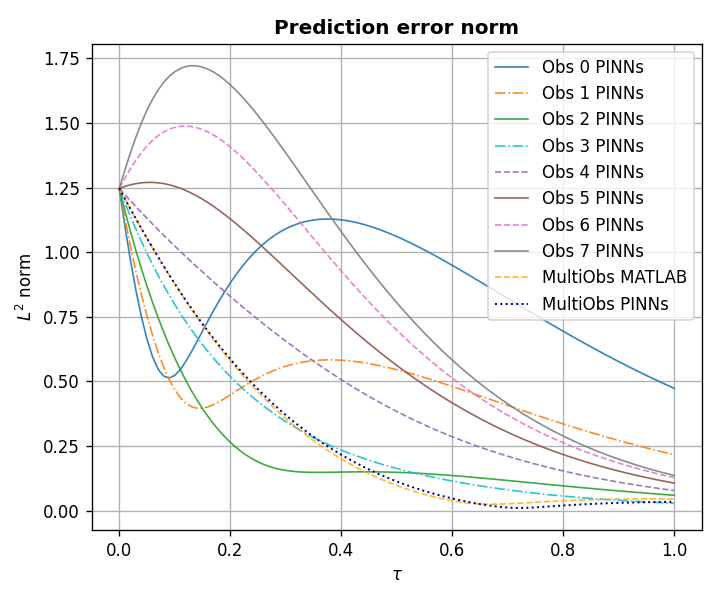 Prediction error norm
L² norm
1.75
1.50
1.25
1.00
0.75
0.50
0.25
0.00
0.0 0.2 0.4 0.6 0.8 1.0
τ
Obs 0 PINNs
Obs 1 PINNs
Obs 2 PINNs
Obs 3 PINNs
Obs 4 PINNs
Obs 5 PINNs
Obs 6 PINNs
Obs 7 PINNs
MultiObs MATLAB
MultiObs PINNs